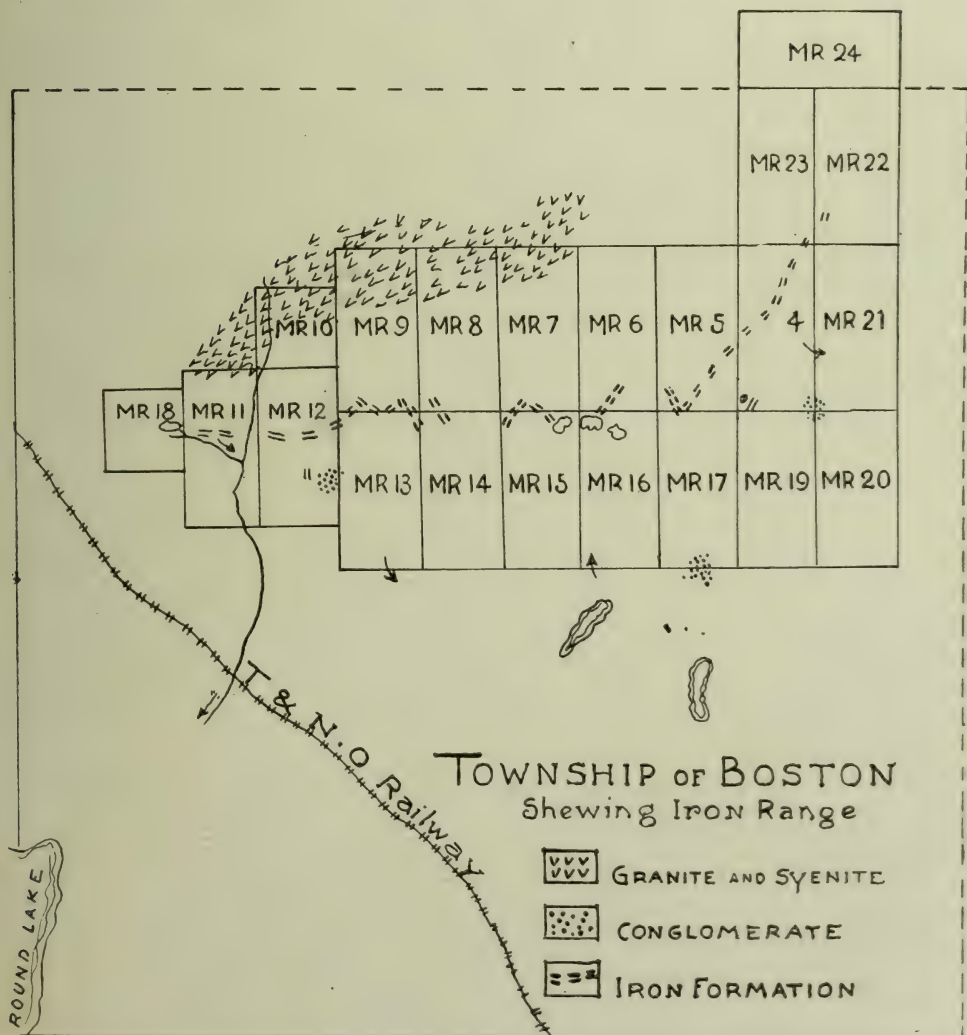 MR 24
MR 23 MR 22
MR 10 MR 9 MR 8 MR 7 MR 6 MR 5 4 MR 21
MR 18 MR 11 MR 12
MR 13 MR 14 MR 15 MR 16 MR 17 MR 19 MR 20
T & N.O Railway
TOWNSHIP OF BOSTON
Shewing IRON Range
GRANITE AND SYENITE
CONGLOMERATE
IRON FORMATION
ROUND LAKE